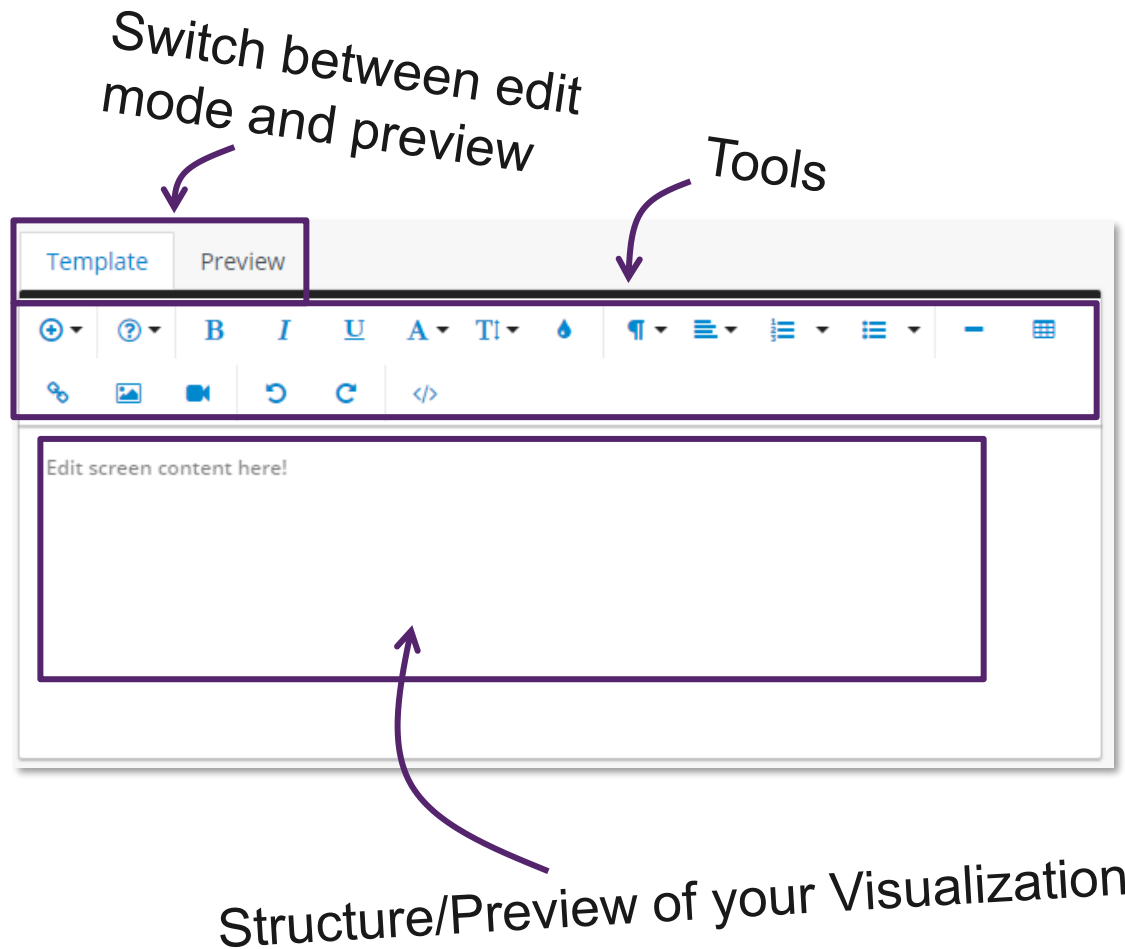 Switch between edit
mode and preview
Tools
Template Preview
B I U A T
Edit screen content here!
Structure/Preview of your Visualization